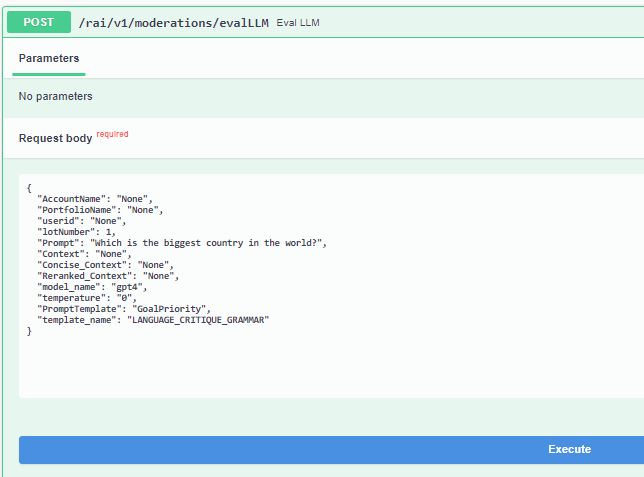 POST /rai/v1/moderations/evalLLM Eval LLM
Parameters
No parameters
Request body required
{
"AccountName": "None",
"PortfolioName": "None",
"userid": "None",
"lotNumber": 1,
"Prompt": "Which is the biggest country in the world?",
"Context": "None",
"Concise_Context": "None",
"Reranked_Context": "None",
"model_name": "gpt4",
"temperature": "0",
"PromptTemplate": "GoalPriority",
"template_name": "LANGUAGE_CRITIQUE_GRAMMAR"
}
Execute